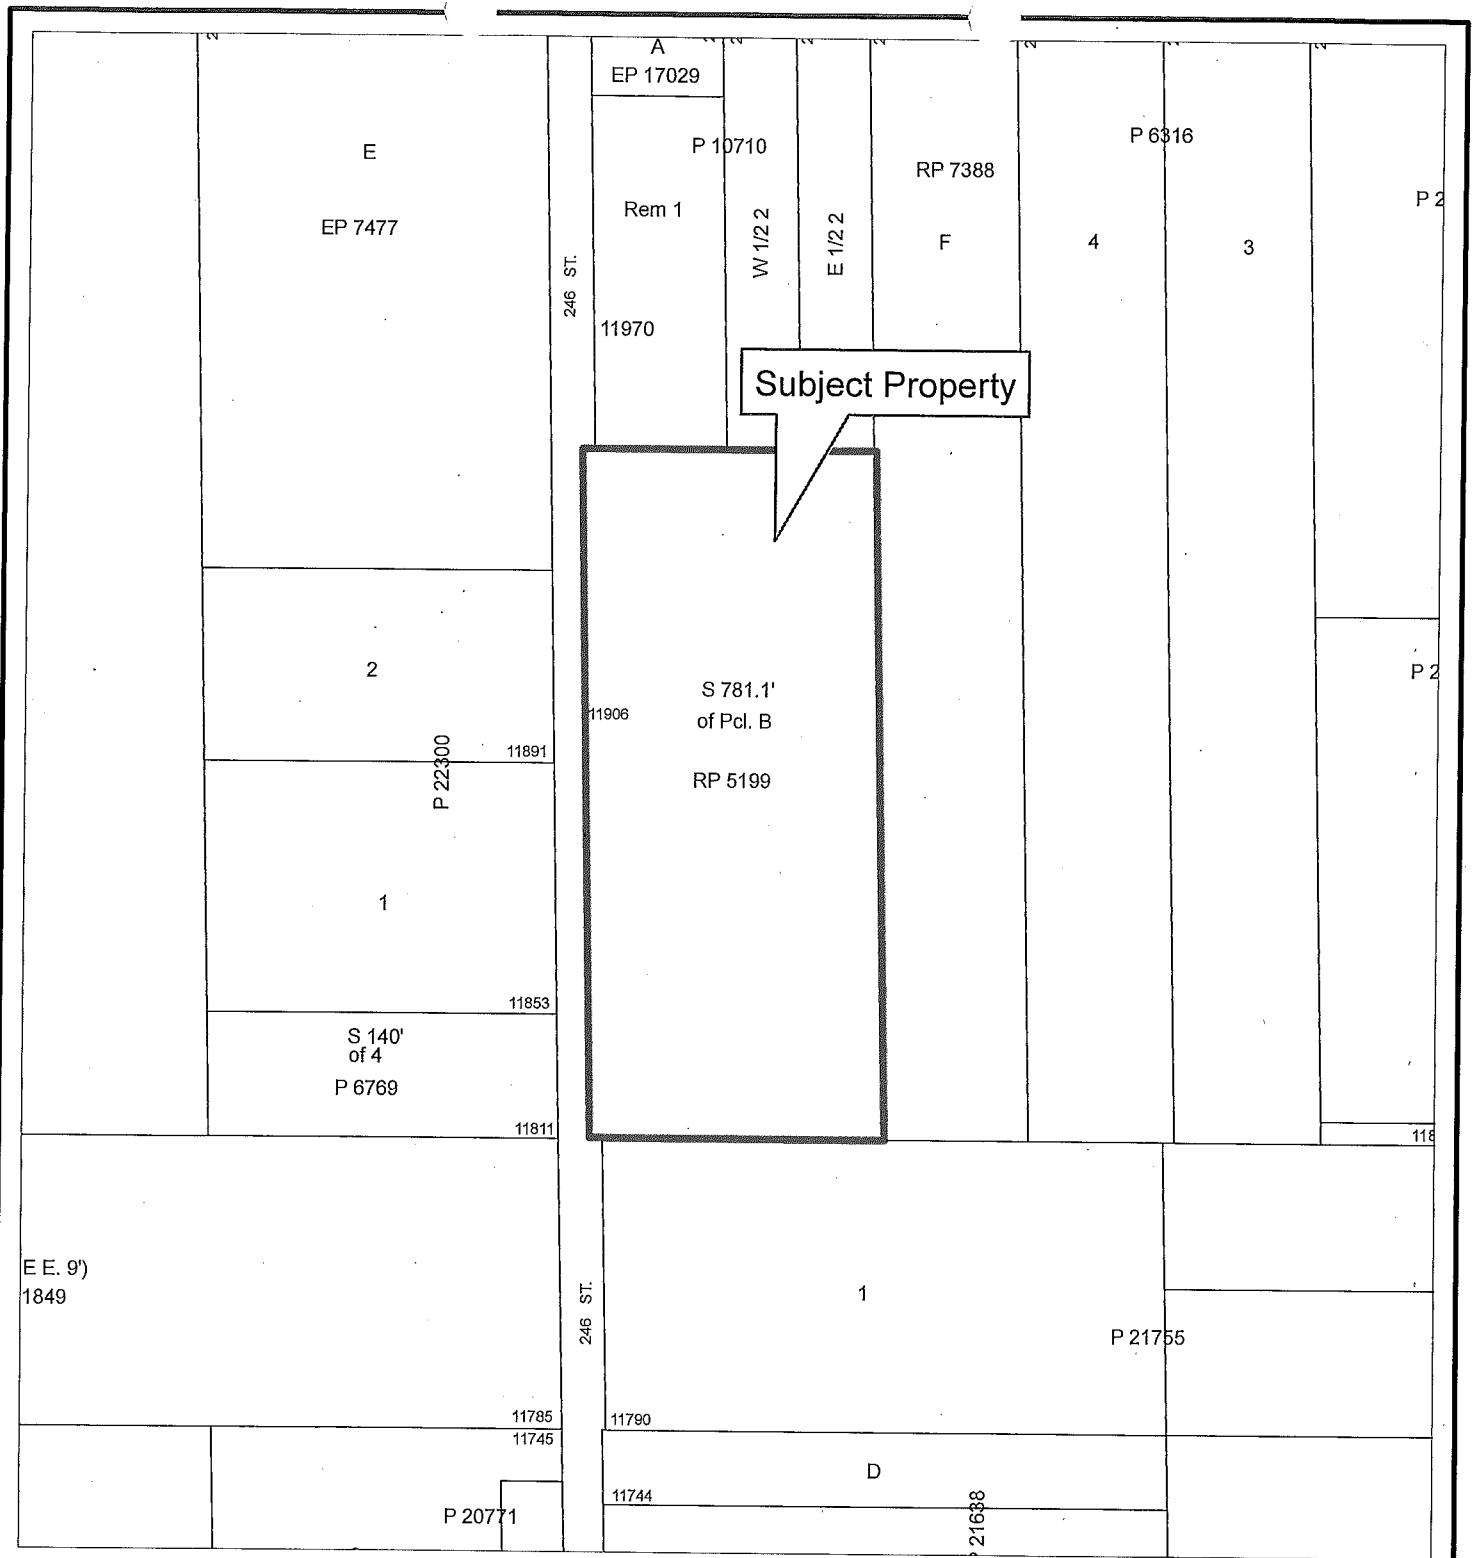 A
EP 17029
P 6316
E
P 10710
RP 7388
P 2
Rem 1
EP 7477
W 1/2 2
E 1/2 2
F
4
3
246 ST.
11970
Subject Property
2
S 781.1'
of Pcl. B
P 2
11906
11891
P 22300
RP 5199
1
11853
S 140'
of 4
P 6769
11811
118
E E. 9')
1849
246 ST.
1
P 21755
11785
11790
11745
D
11744
P 20771
21638